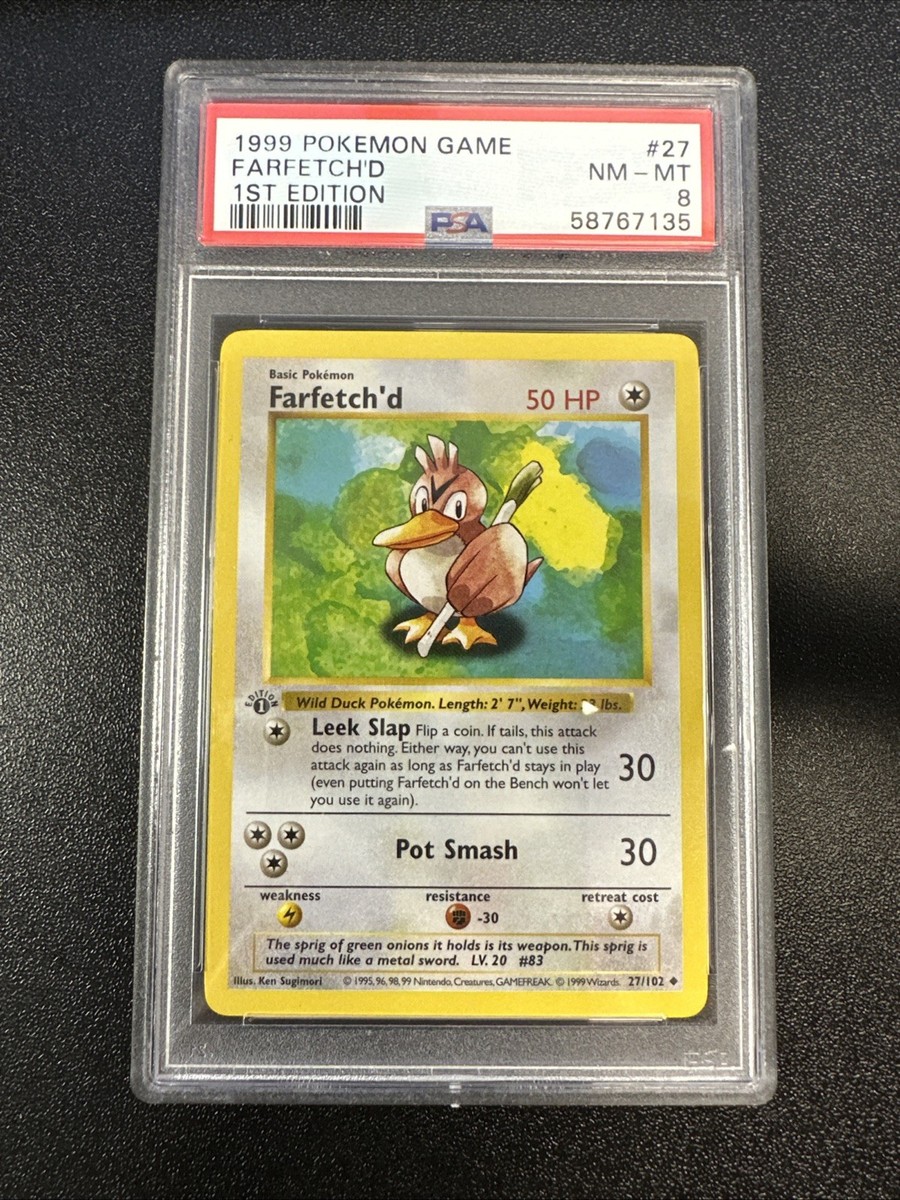 1999 POKEMON GAME #27
FARFETCH'D NM - MT
1ST EDITION 8
PSA 58767135
Basic Pokémon
Farfetch'd 50 HP
EDITION 1
Wild Duck Pokémon. Length: 2' 7", Weight: lbs.
Leek Slap Flip a coin. If tails, this attack
does nothing. Either way, you can't use this
attack again as long as Farfetch'd stays in play
(even putting Farfetch'd on the Bench won't let
you use it again).
30
Pot Smash 30
weakness resistance retreat cost
-30
The sprig of green onions it holds is its weapon. This sprig is
used much like a metal sword. LV. 20 #83
Illus. Ken Sugimori © 1995, 96, 98, 99 Nintendo, Creatures, GAMEFREAK. © 1999 Wizards. 27/102